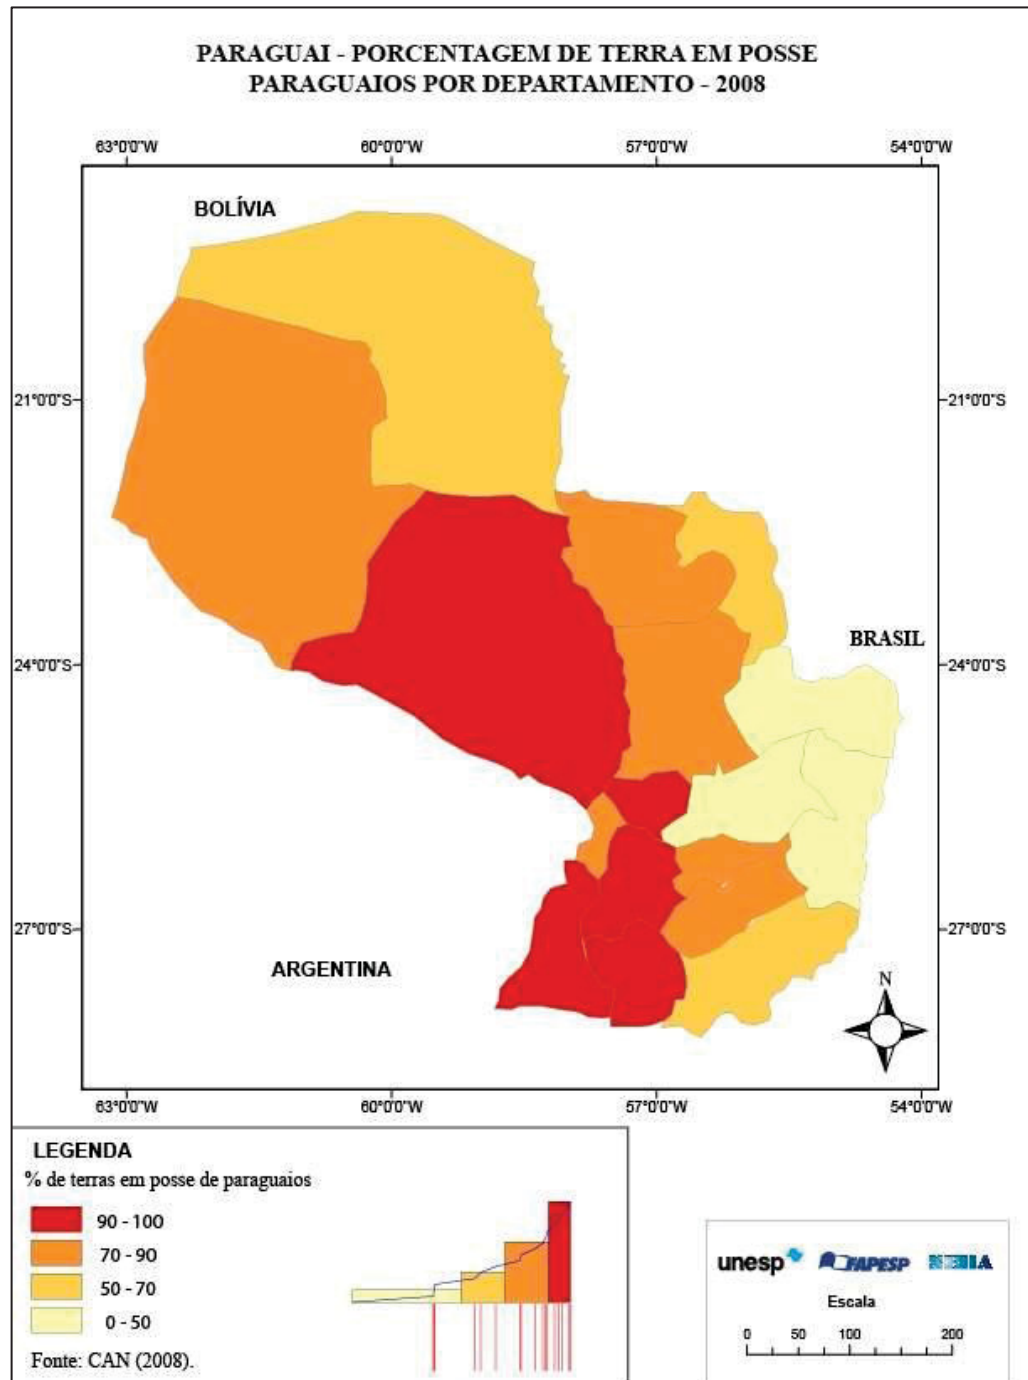 PARAGUAI - PORCENTAGEM DE TERRA EM POSSE
PARAGUAIOS POR DEPARTAMENTO - 2008
63°0'0"W
60°0'0"W
57°0'0"W
54°0'0"W
BOLÍVIA
21°0'0"S
21°0'0"S
BRASIL
24°0'0"S
24°0'0"S
27°0'0"S
27°0'0"S
ARGENTINA
N
63°0'0"W
60°0'0"W
57°0'0"W
54°0'0"W
LEGENDA
% de terras em posse de paraguaios
90 - 100
70 - 90
50 - 70
0 - 50
Fonte: CAN (2008).
unesp
FAPESP
Escala
0 50 100 200